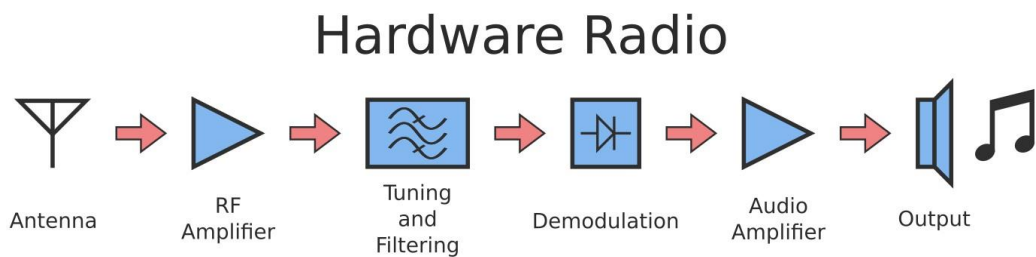 Hardware Radio
Antenna
RF
Amplifier
Tuning
and
Filtering
Demodulation
Audio
Amplifier
Output